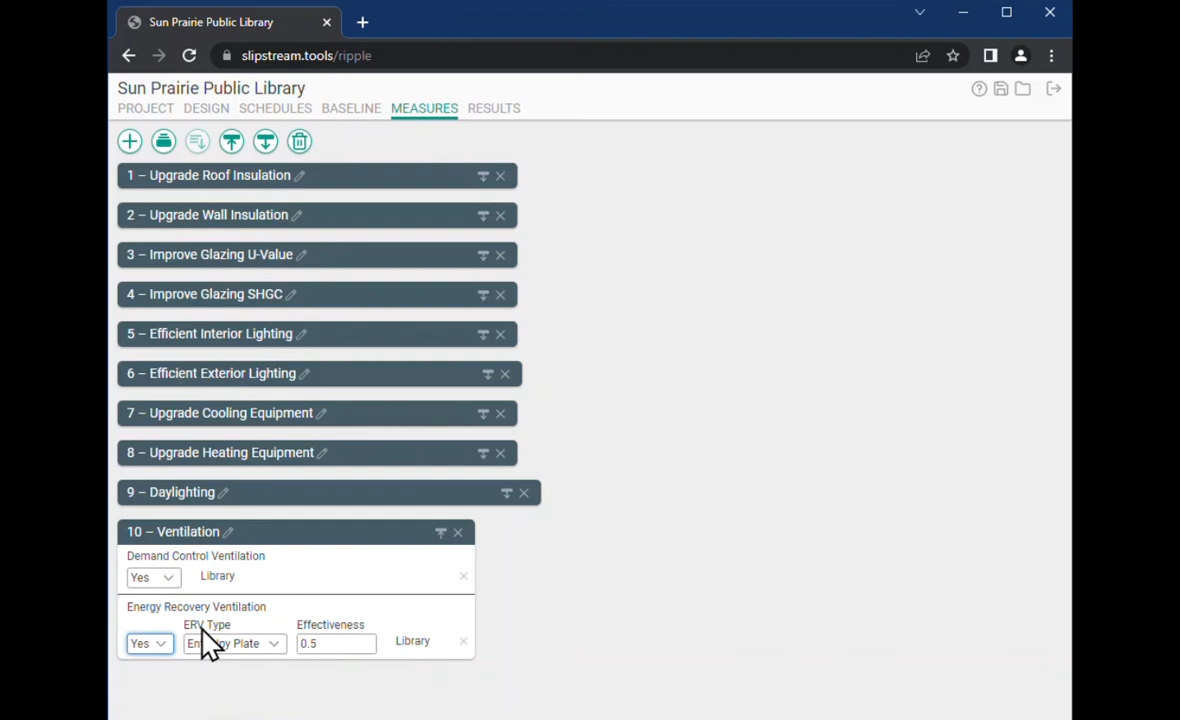 Sun Prairie Public Library
slipstream.tools/ripple
Sun Prairie Public Library
PROJECT DESIGN SCHEDULES BASELINE MEASURES RESULTS
1 – Upgrade Roof Insulation
2 – Upgrade Wall Insulation
3 – Improve Glazing U-Value
4 – Improve Glazing SHGC
5 – Efficient Interior Lighting
6 – Efficient Exterior Lighting
7 – Upgrade Cooling Equipment
8 – Upgrade Heating Equipment
9 – Daylighting
10 – Ventilation
Demand Control Ventilation
Yes Library
Energy Recovery Ventilation
ERV Type Effectiveness
Yes Plate 0.5 Library